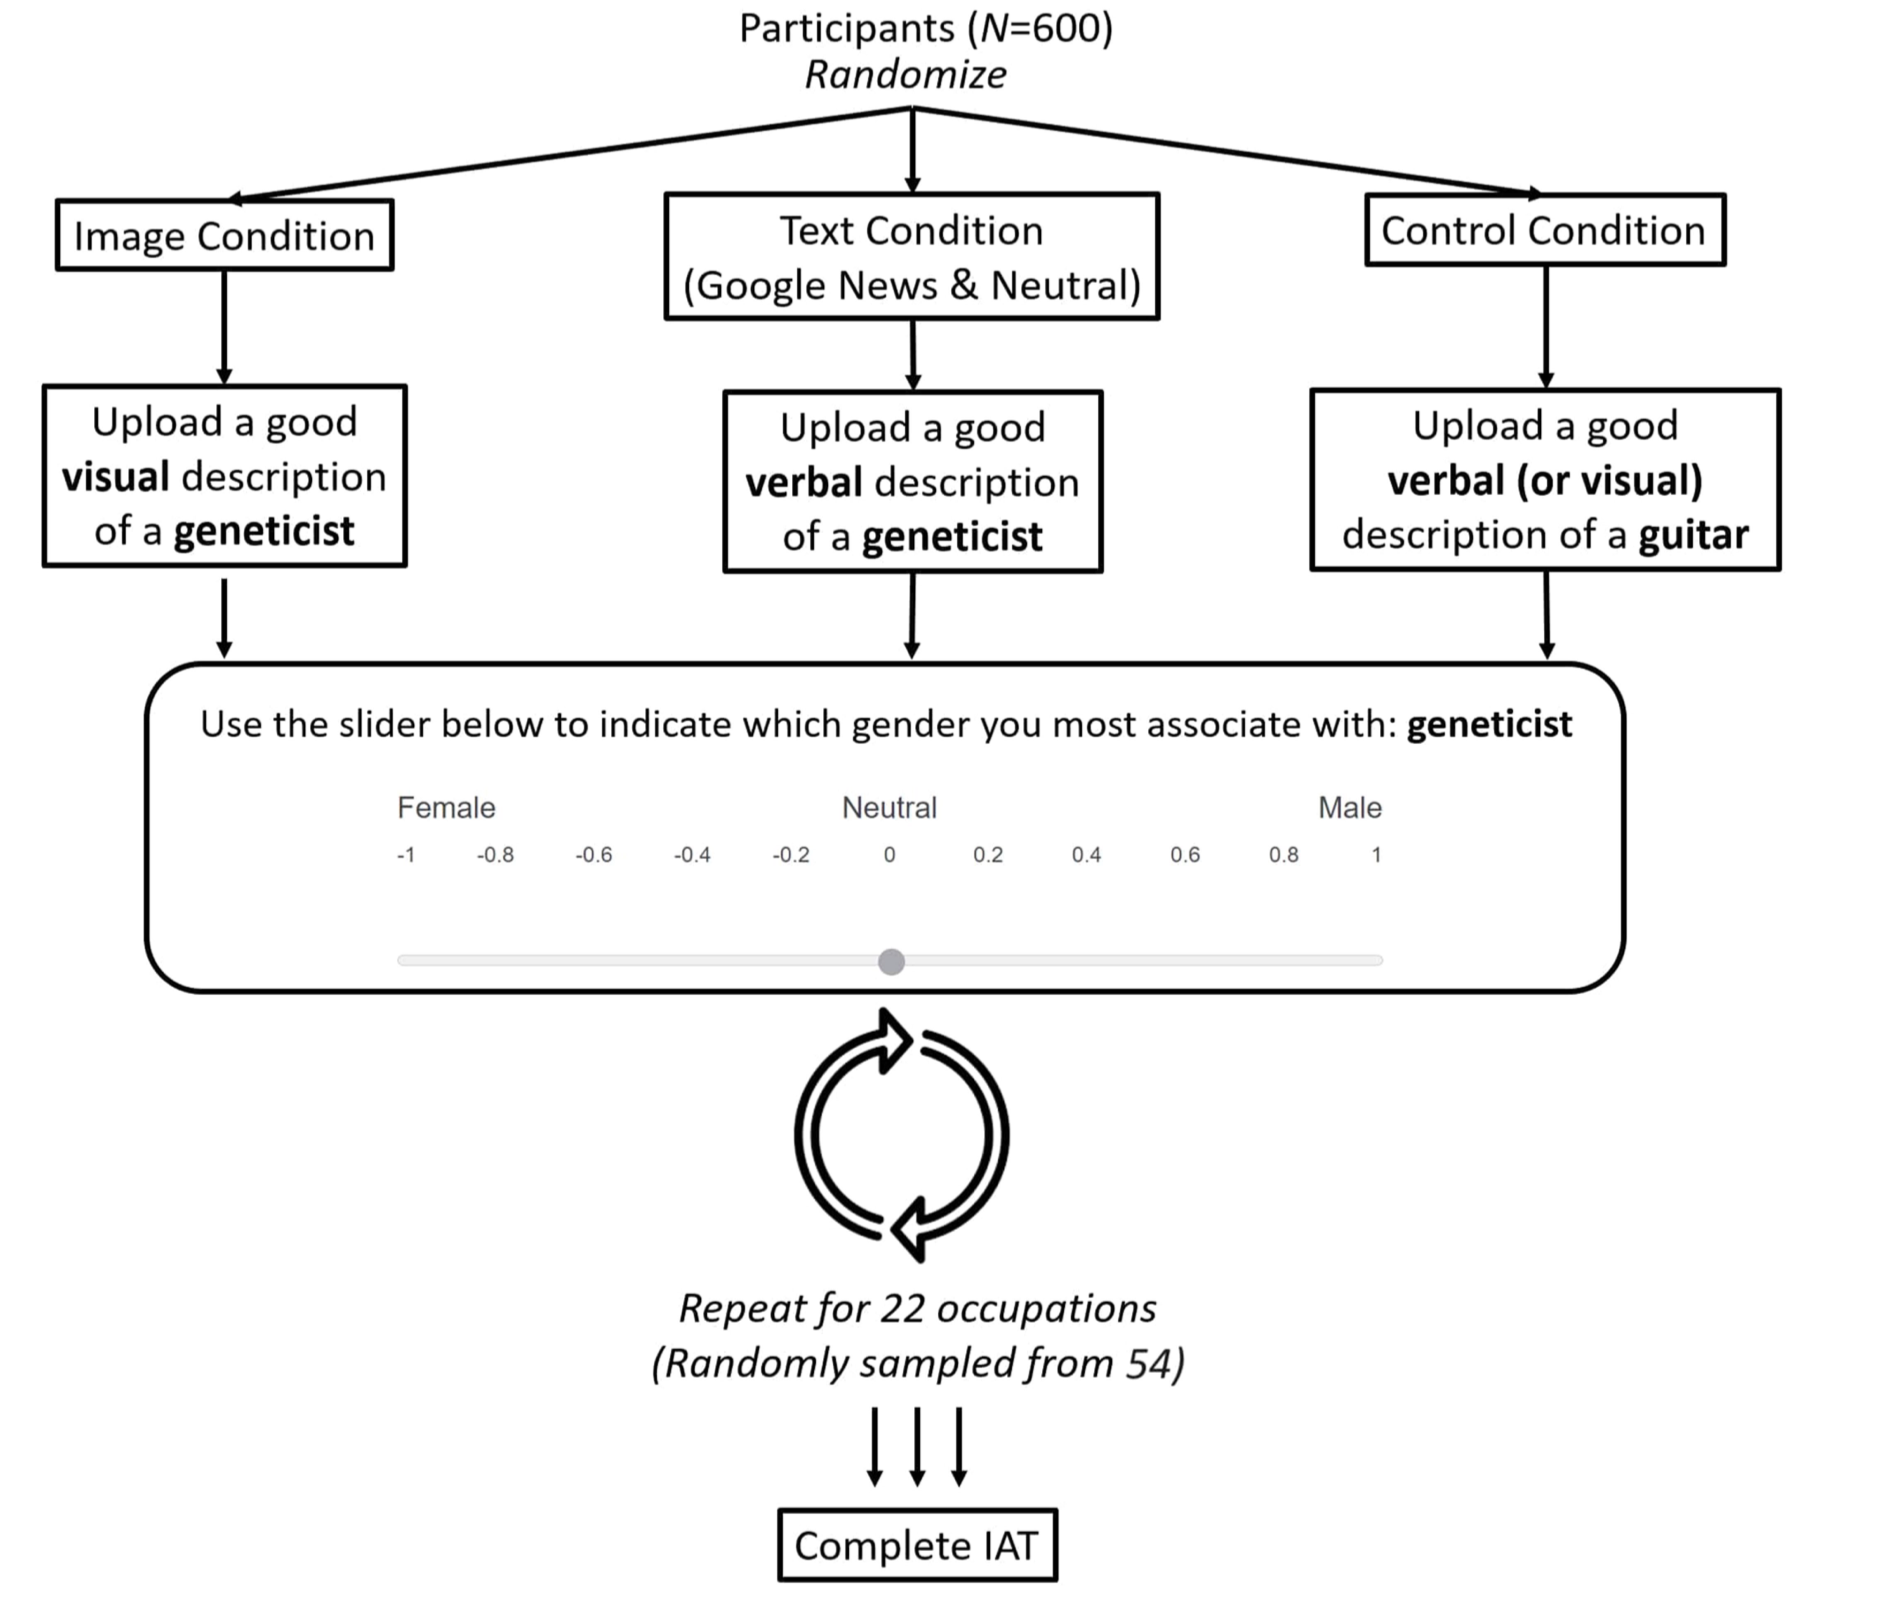 Participants (N=600)
Randomize
Image Condition
Text Condition
(Google News & Neutral)
Control Condition
Upload a good
visual description
of a geneticist
Upload a good
verbal description
of a geneticist
Upload a good
verbal (or visual)
description of a guitar
Use the slider below to indicate which gender you most associate with: geneticist
Female Neutral Male
-1 -0.8 -0.6 -0.4 -0.2 0 0.2 0.4 0.6 0.8 1
Repeat for 22 occupations
(Randomly sampled from 54)
Complete IAT